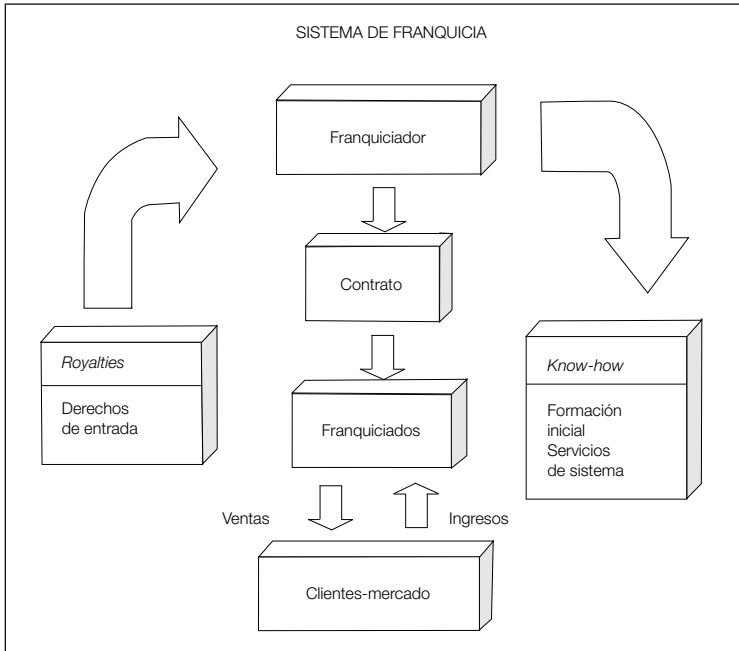 SISTEMA DE FRANQUICIA
Franquiciador
Contrato
Royalties
Derechos
de entrada
Know-how
Formación
inicial
Servicios
de sistema
Franquiciados
Ventas
Ingresos
Clientes-mercado